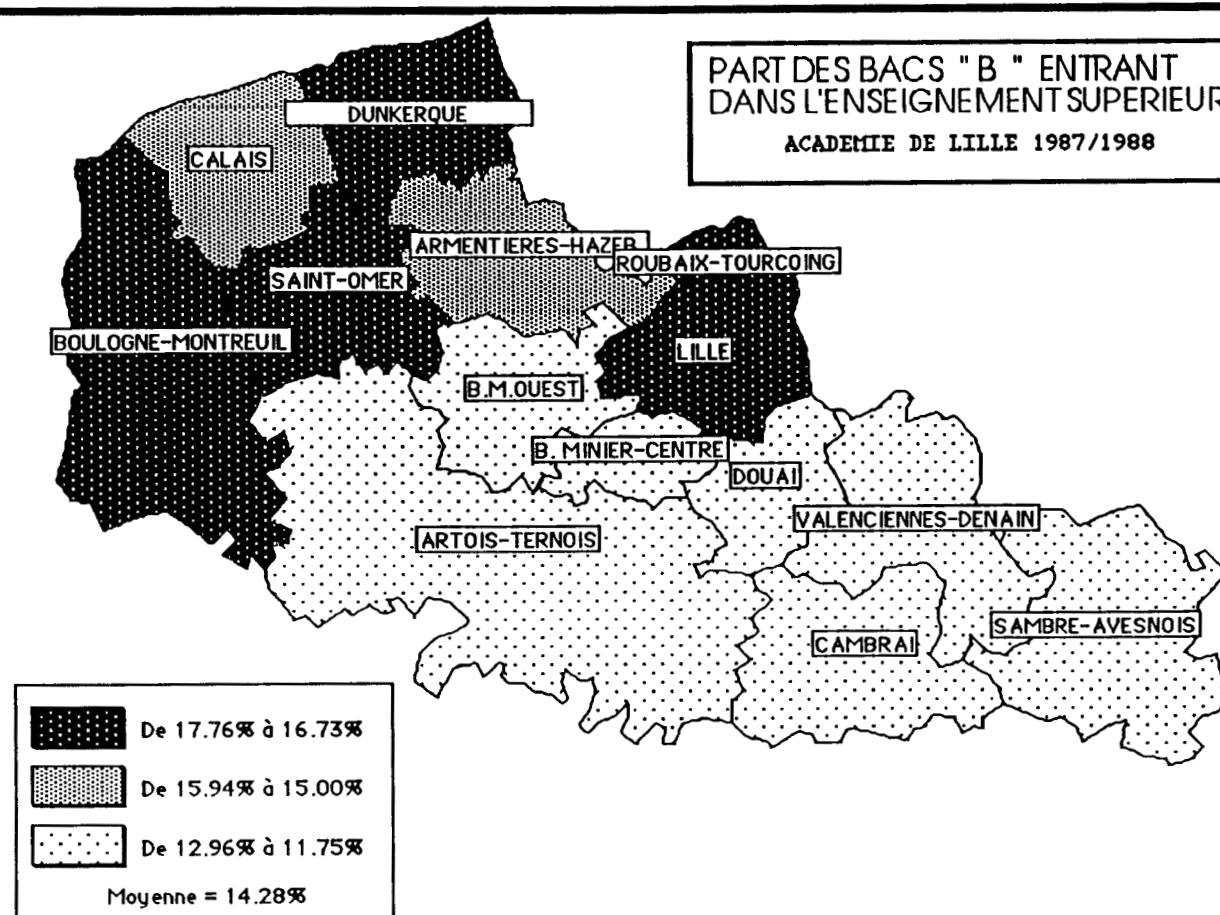 PART DES BACS "B" ENTRANT
DANS L'ENSEIGNEMENT SUPERIEUR
ACADEMIE DE LILLE 1987/1988
DUNKERQUE
CALAIS
ARMENTIERES-HAZEB
ROUBAIX-TOURCOING
SAINT-OMER
BOULOGNE-MONTREUIL
LILLE
B.M.OUEST
B. MINIER-CENTRE
DOUAI
VALENCIENNES-DENAIN
ARTOIS-TERNOIS
SAMBRE-AVESNOIS
CAMBRAI
De 17.76% à 16.73%
De 15.94% à 15.00%
De 12.96% à 11.75%
Moyenne = 14.28%